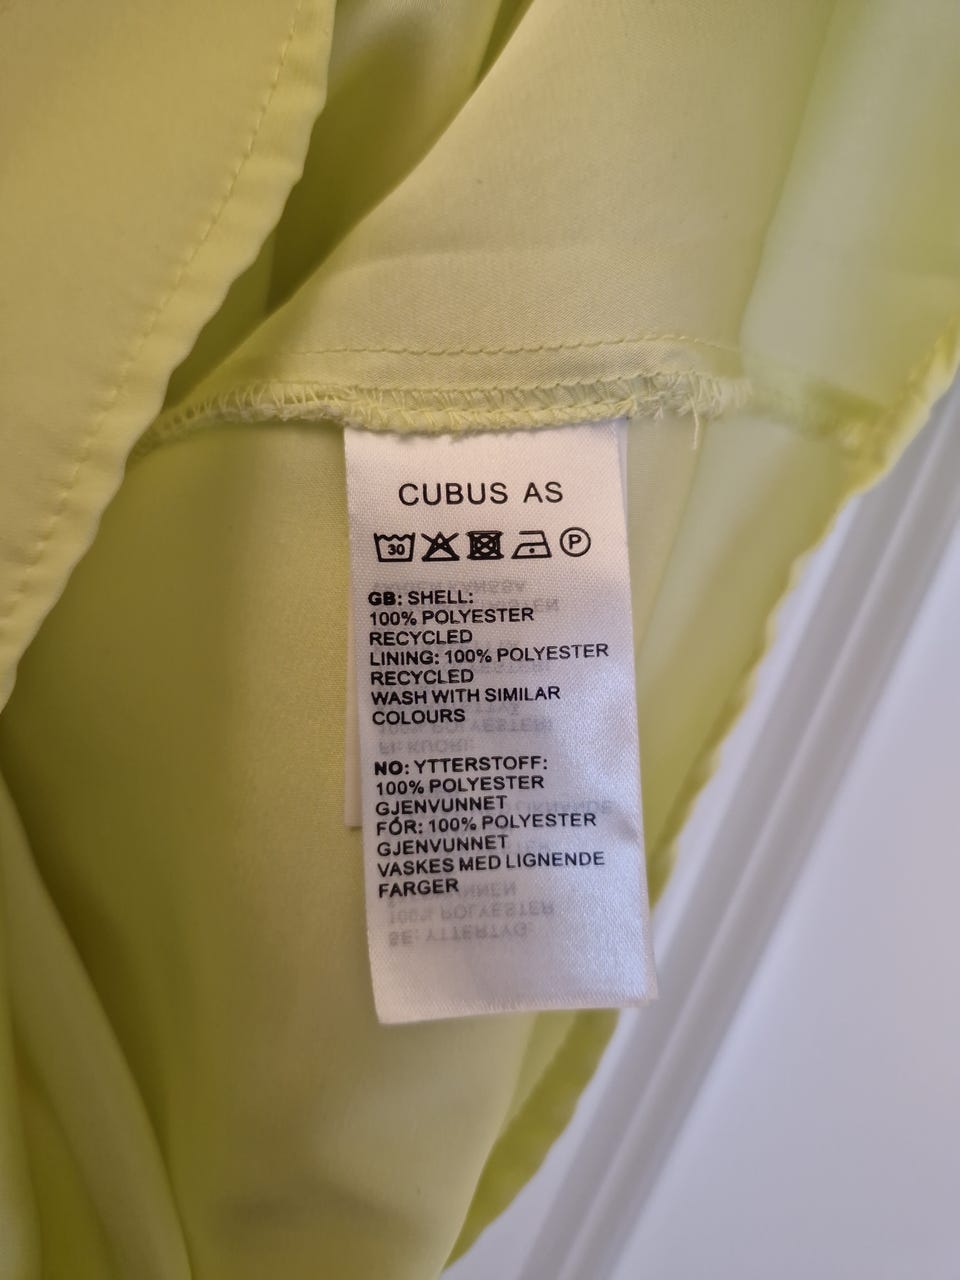 CUBUS AS
30 P
GB: SHELL:
100% POLYESTER
RECYCLED
LINING: 100% POLYESTER
RECYCLED
WASH WITH SIMILAR
COLOURS
NO: YTTERSTOFF:
100% POLYESTER
GJENVUNNET
FÓR: 100% POLYESTER
GJENVUNNET
VASKES MED LIGNENDE
FARGER